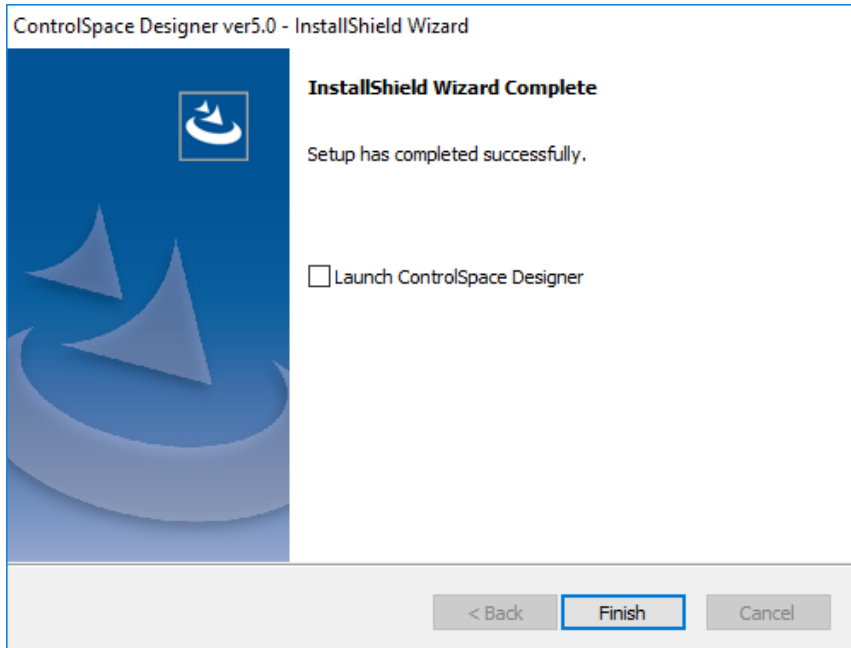 ControlSpace Designer ver5.0 - InstallShield Wizard
InstallShield Wizard Complete
Setup has completed successfully.
Launch ControlSpace Designer
< Back
Finish
Cancel